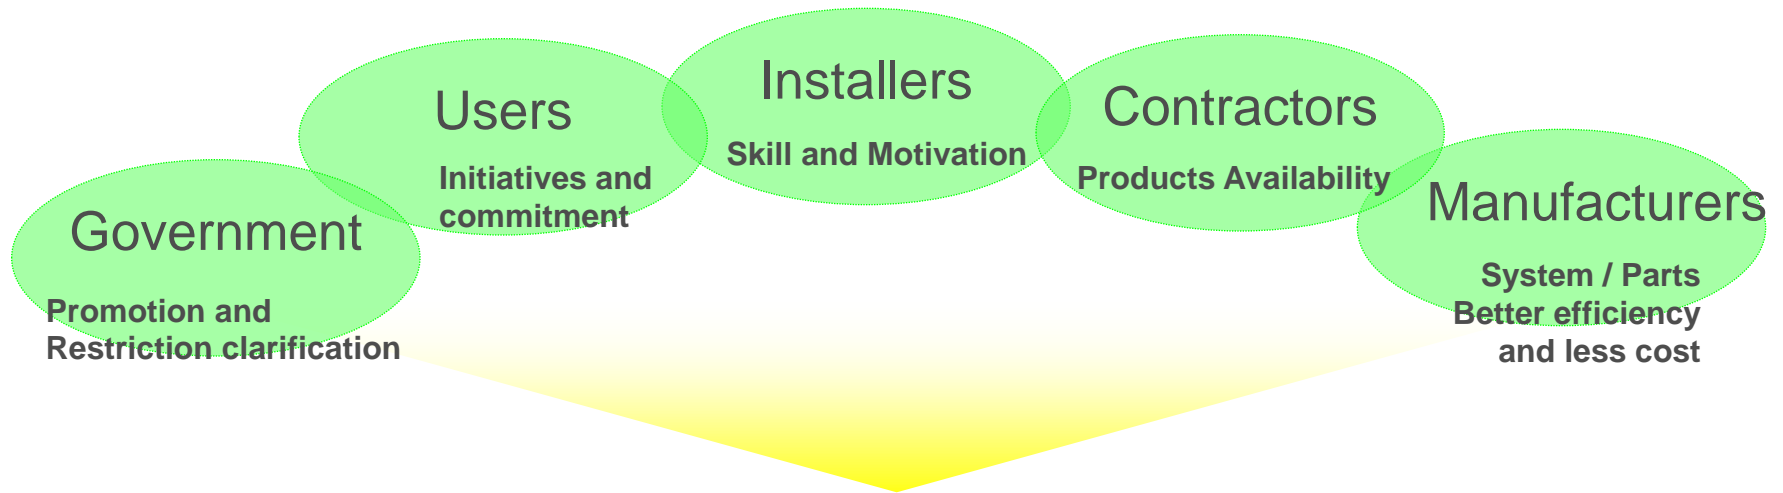 Government
Promotion and
Restriction clarification
Users
Initiatives and
commitment
Installers
Skill and Motivation
Contractors
Products Availability
Manufacturers
System / Parts
Better efficiency
and less cost